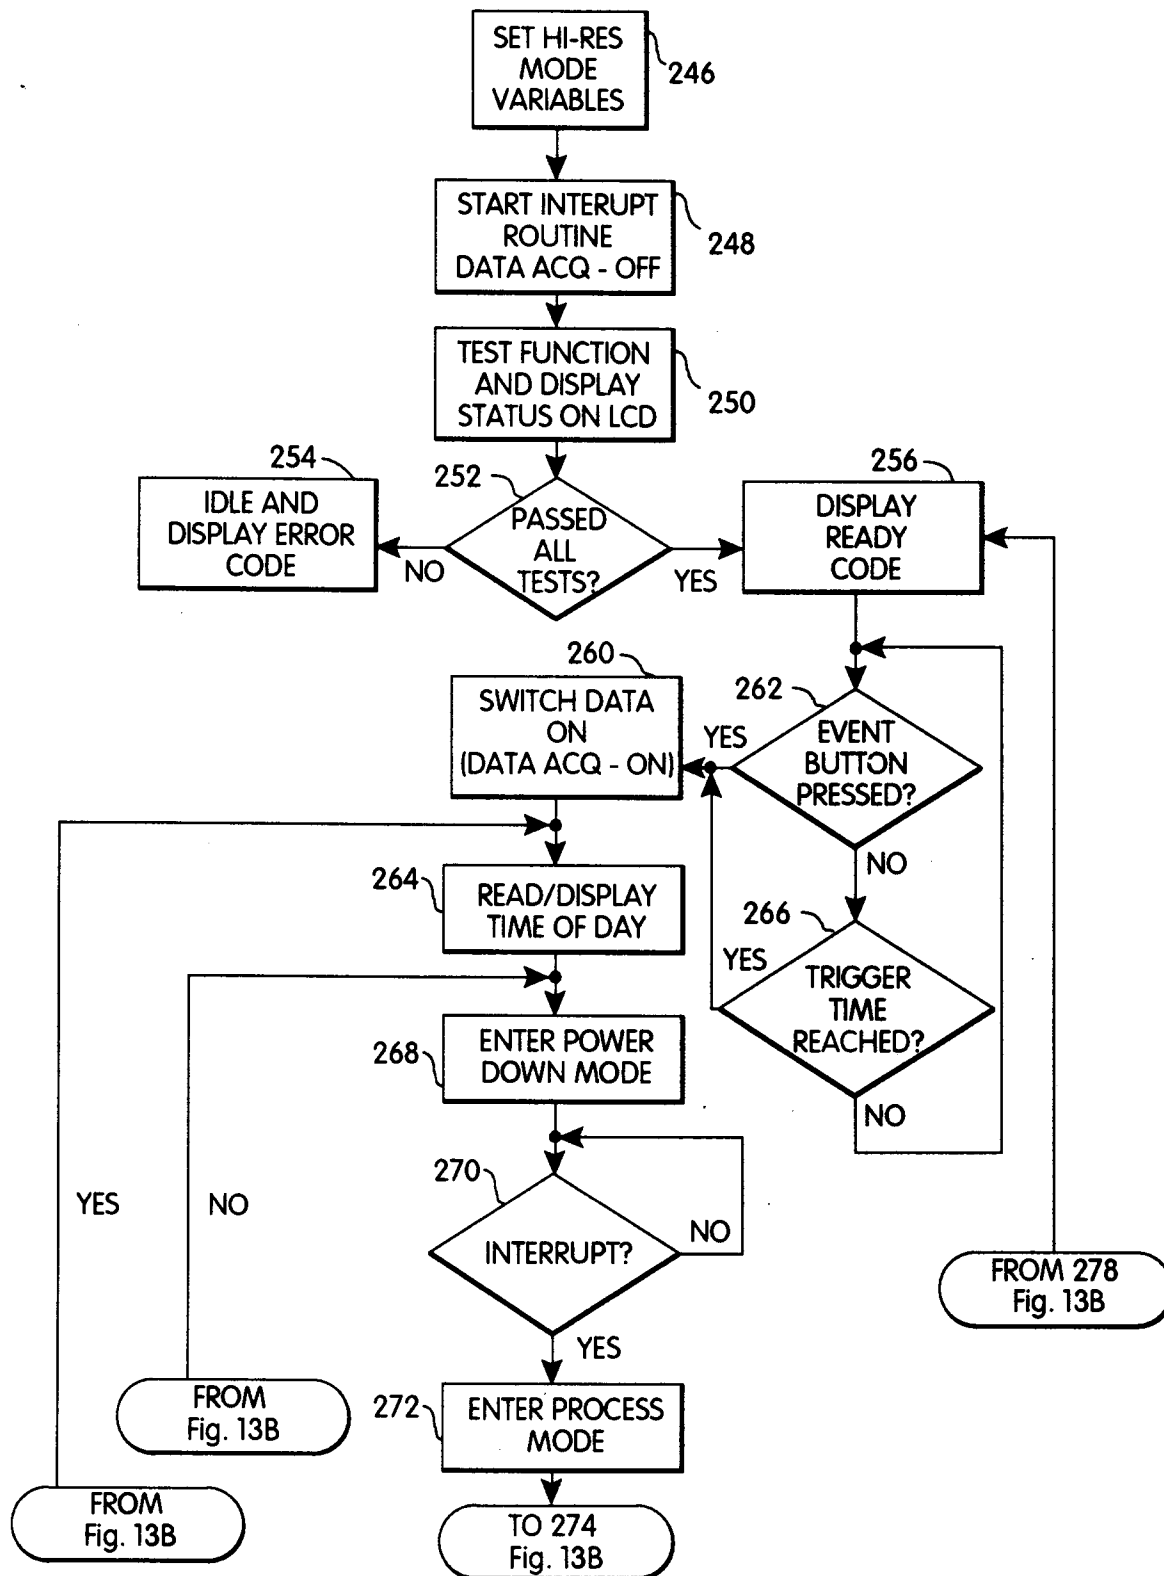 SET HI-RES
MODE
VARIABLES
246
START INTERUPT
ROUTINE
DATA ACQ - OFF
248
TEST FUNCTION
AND DISPLAY
STATUS ON LCD
250
254
IDLE AND
DISPLAY ERROR
CODE
252
PASSED
ALL
TESTS?
NO
YES
256
DISPLAY
READY
CODE
260
SWITCH DATA
ON
(DATA ACQ - ON)
262
EVENT
BUTTON
PRESSED?
YES
NO
264
READ/DISPLAY
TIME OF DAY
266
TRIGGER
TIME
REACHED?
YES
NO
268
ENTER POWER
DOWN MODE
270
INTERRUPT?
NO
YES
YES
NO
FROM 278
Fig. 13B
272
ENTER PROCESS
MODE
FROM
Fig. 13B
FROM
Fig. 13B
TO 274
Fig. 13B